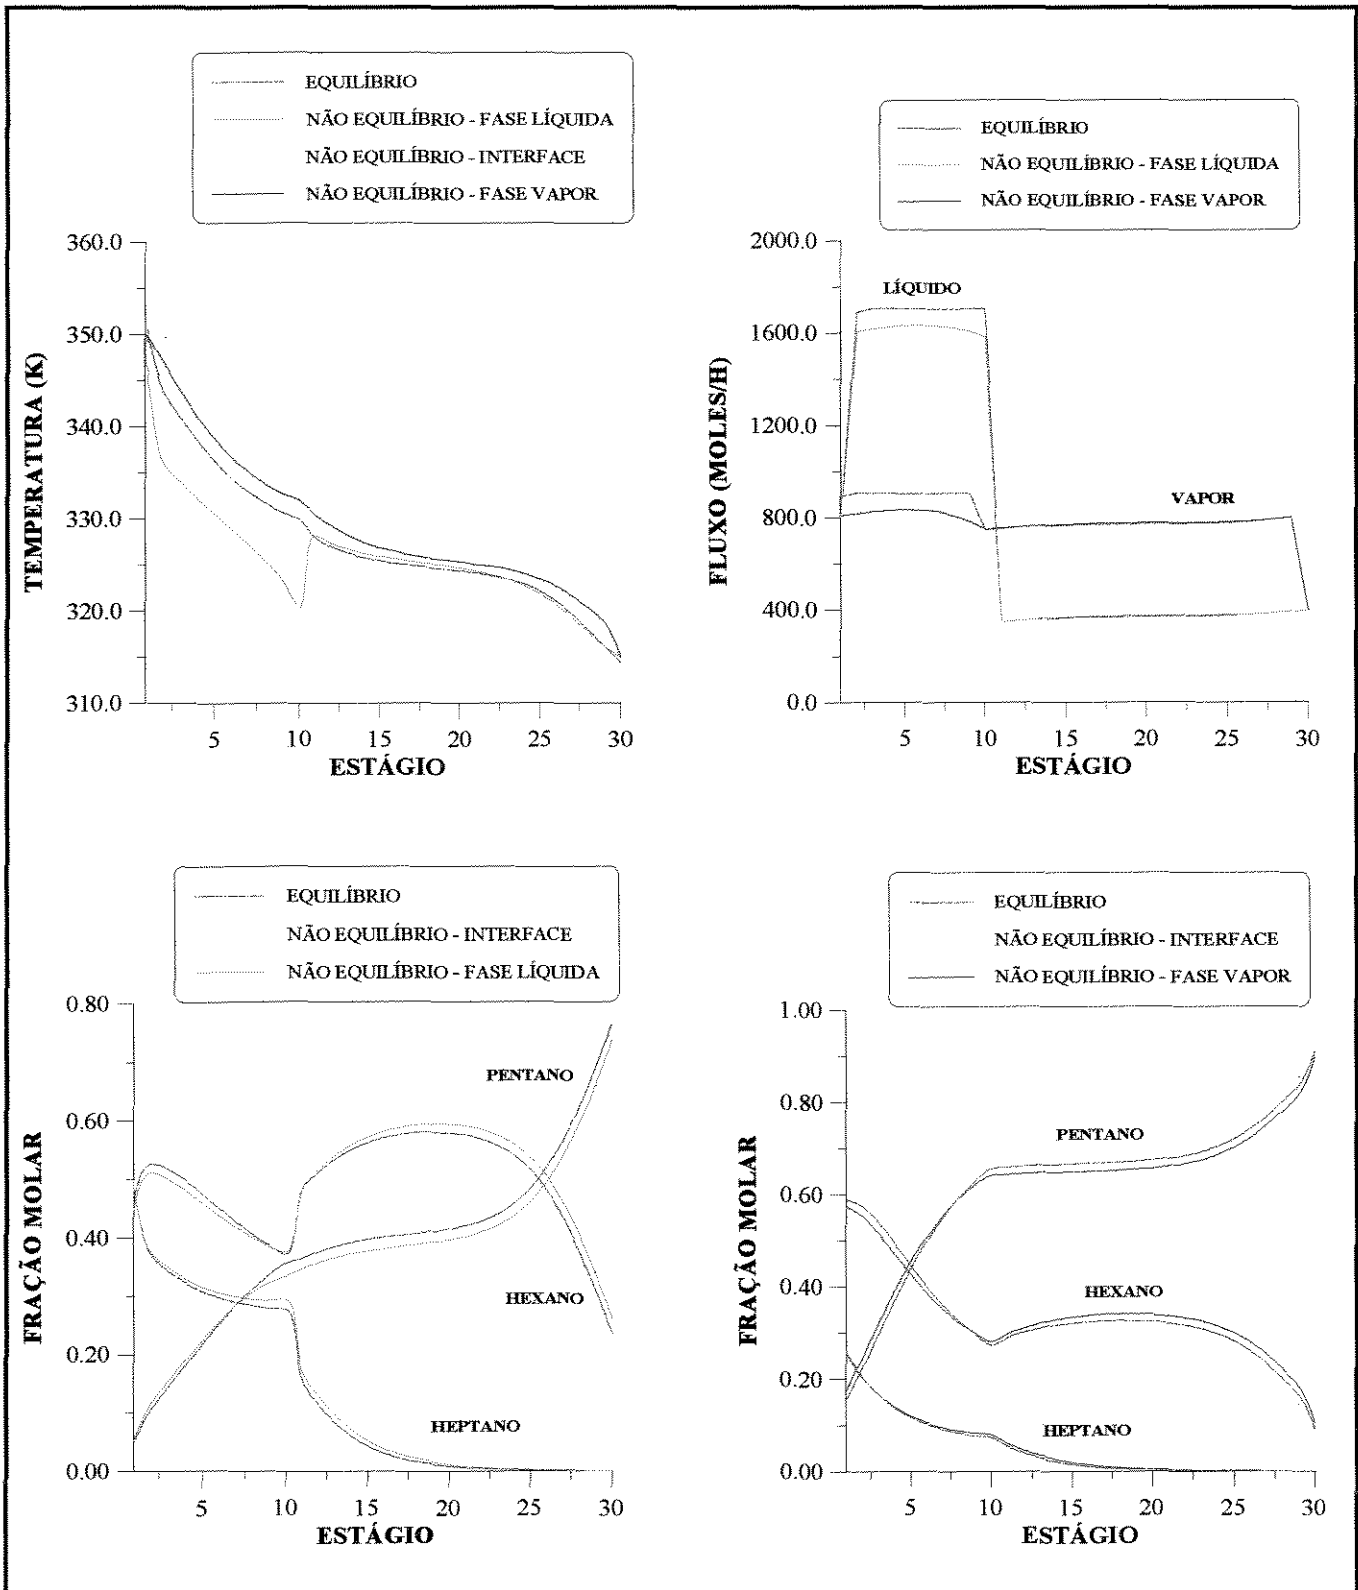 EQUILÍBRIO
NÃO EQUILÍBRIO - FASE LÍQUIDA
NÃO EQUILÍBRIO - INTERFACE
NÃO EQUILÍBRIO - FASE VAPOR
360.0
350.0
340.0
330.0
320.0
310.0
TEMPERATURA (K)
5 10 15 20 25 30
ESTÁGIO
EQUILÍBRIO
NÃO EQUILÍBRIO - FASE LÍQUIDA
NÃO EQUILÍBRIO - FASE VAPOR
2000.0
1600.0
1200.0
800.0
400.0
0.0
FLUXO (MOLES/H)
LÍQUIDO
VAPOR
5 10 15 20 25 30
ESTÁGIO
EQUILÍBRIO
NÃO EQUILÍBRIO - INTERFACE
NÃO EQUILÍBRIO - FASE LÍQUIDA
0.80
0.60
0.40
0.20
0.00
FRAÇÃO MOLAR
PENTANO
HEXANO
HEPTANO
5 10 15 20 25 30
ESTÁGIO
EQUILÍBRIO
NÃO EQUILÍBRIO - INTERFACE
NÃO EQUILÍBRIO - FASE VAPOR
1.00
0.80
0.60
0.40
0.20
0.00
FRAÇÃO MOLAR
PENTANO
HEXANO
HEPTANO
5 10 15 20 25 30
ESTÁGIO